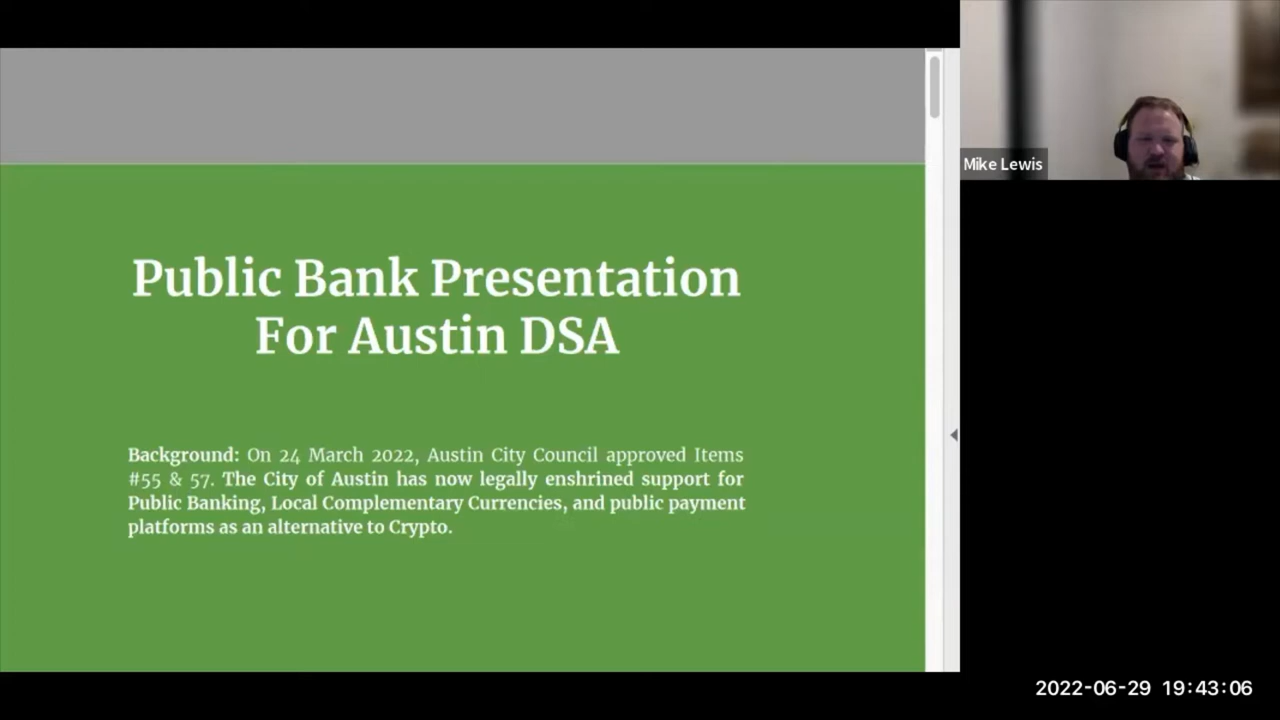 Public Bank Presentation
For Austin DSA
Background: On 24 March 2022, Austin City Council approved Items
#55 & 57. The City of Austin has now legally enshrined support for
Public Banking, Local Complementary Currencies, and public payment
platforms as an alternative to Crypto.
Mike Lewis
2022-06-29 19:43:06